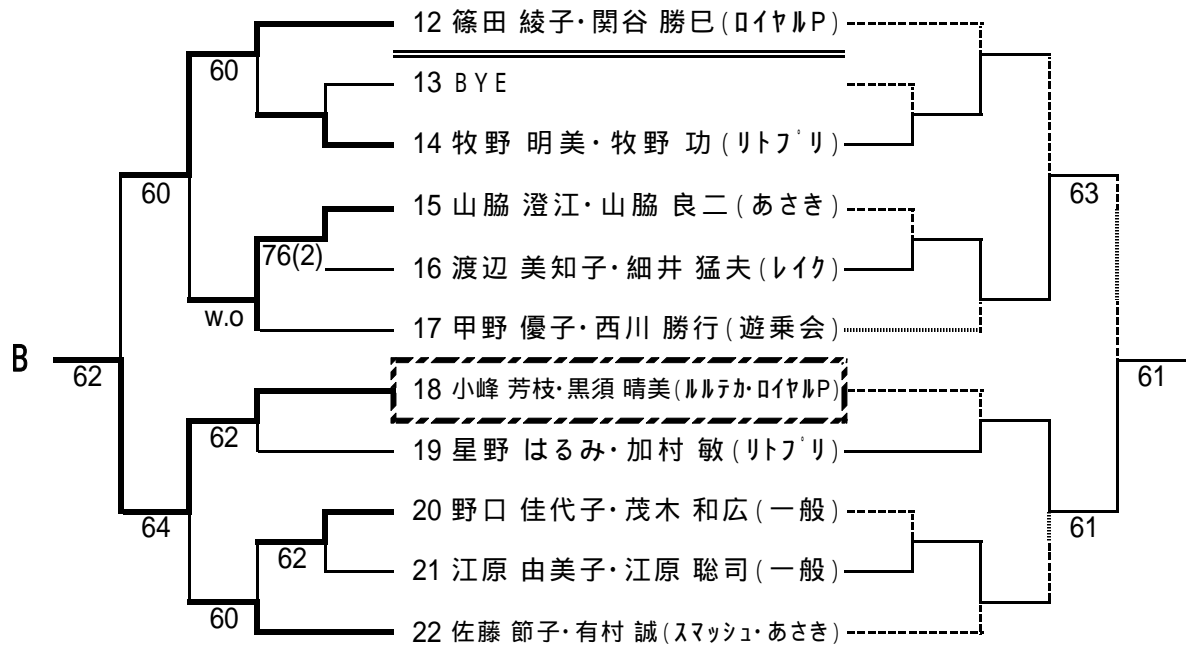 12 篠田 綾子・関谷 勝巳(ロイヤルP)
60
13 BYE
14 牧野 明美・牧野 功(リトプリ)
60
63
15 山脇 澄江・山脇 良二(あさき)
76(2)
16 渡辺 美知子・細井 猛夫(レイク)
w.o
17 甲野 優子・西川 勝行(遊乗会)
B
62
61
18 小峰 芳枝・黒須 晴美(ルルテカ・ロイヤルP)
62
19 星野 はるみ・加村 敏(リトプリ)
20 野口 佳代子・茂木 和広(一般)
64
61
62
21 江原 由美子・江原 聡司(一般)
60
22 佐藤 節子・有村 誠(スマッシュ・あさき)